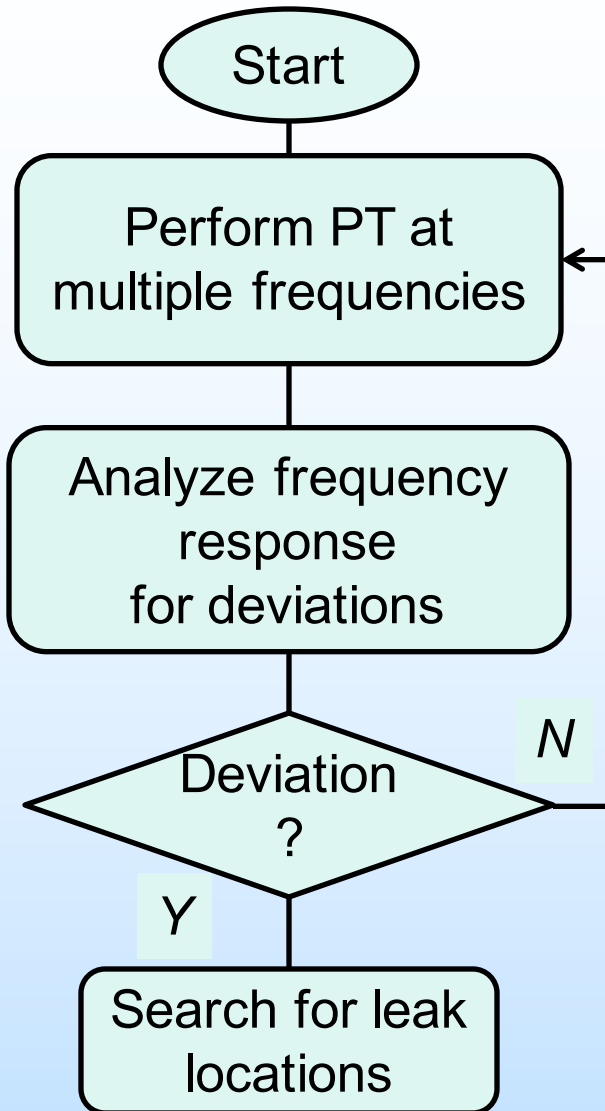 Start
Perform PT at
multiple frequencies
Analyze frequency
response
for deviations
Deviation
?
N
Y
Search for leak
locations